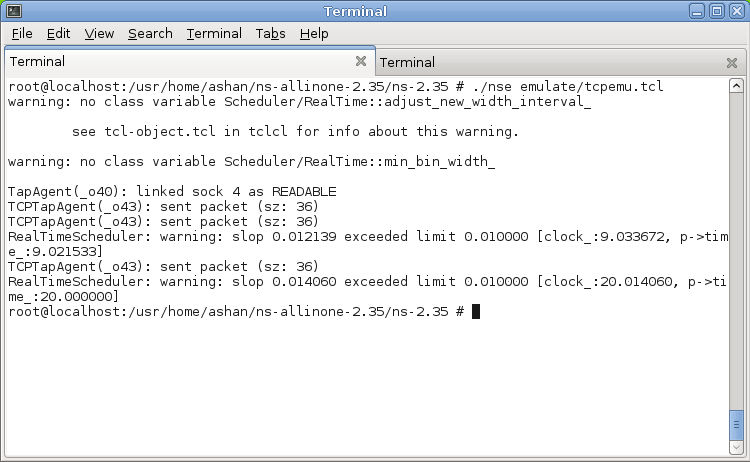 Terminal
File Edit View Search Terminal Tabs Help
Terminal Terminal
root@localhost:/usr/home/ashan/ns-allinone-2.35/ns-2.35 # ./nse emulate/tcpemu.tcl
warning: no class variable Scheduler/RealTime::adjust_new_width_interval_
see tcl-object.tcl in tclcl for info about this warning.
warning: no class variable Scheduler/RealTime::min_bin_width_
TapAgent(_o40): linked sock 4 as READABLE
TCPTapAgent(_o43): sent packet (sz: 36)
TCPTapAgent(_o43): sent packet (sz: 36)
RealTimeScheduler: warning: slop 0.012139 exceeded limit 0.010000 [clock_:9.033672, p->tim
e_:9.021533]
TCPTapAgent(_o43): sent packet (sz: 36)
RealTimeScheduler: warning: slop 0.014060 exceeded limit 0.010000 [clock_:20.014060, p->ti
me_:20.000000]
root@localhost:/usr/home/ashan/ns-allinone-2.35/ns-2.35 #